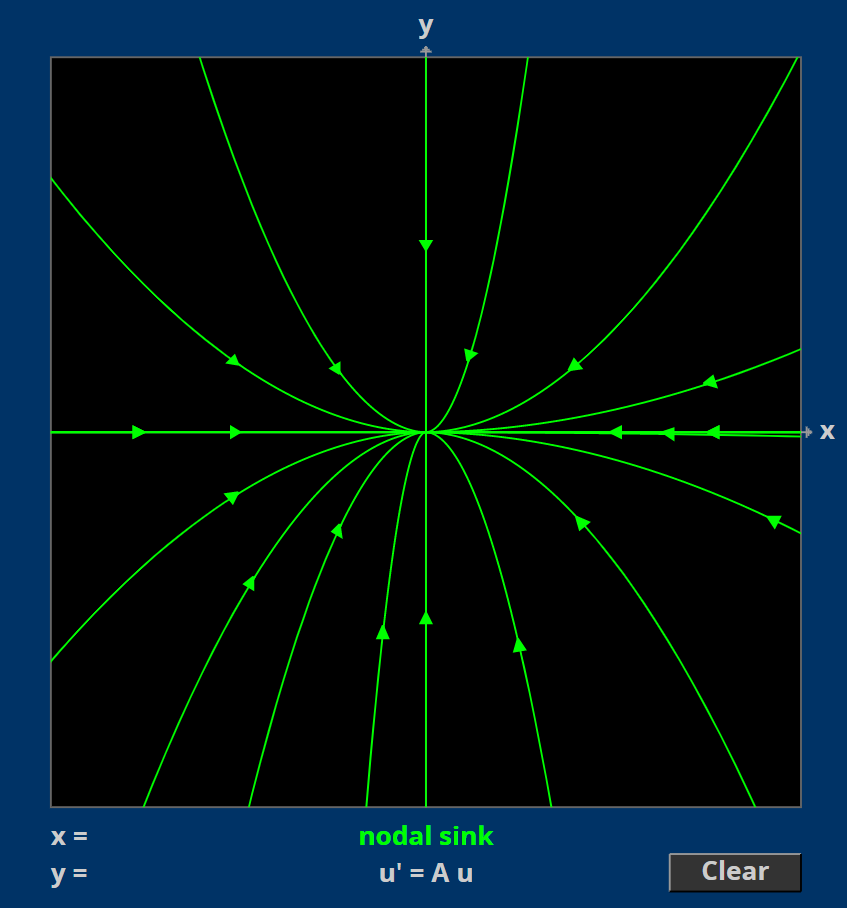 y
x
x =
nodal sink
y =
u' = A u
Clear